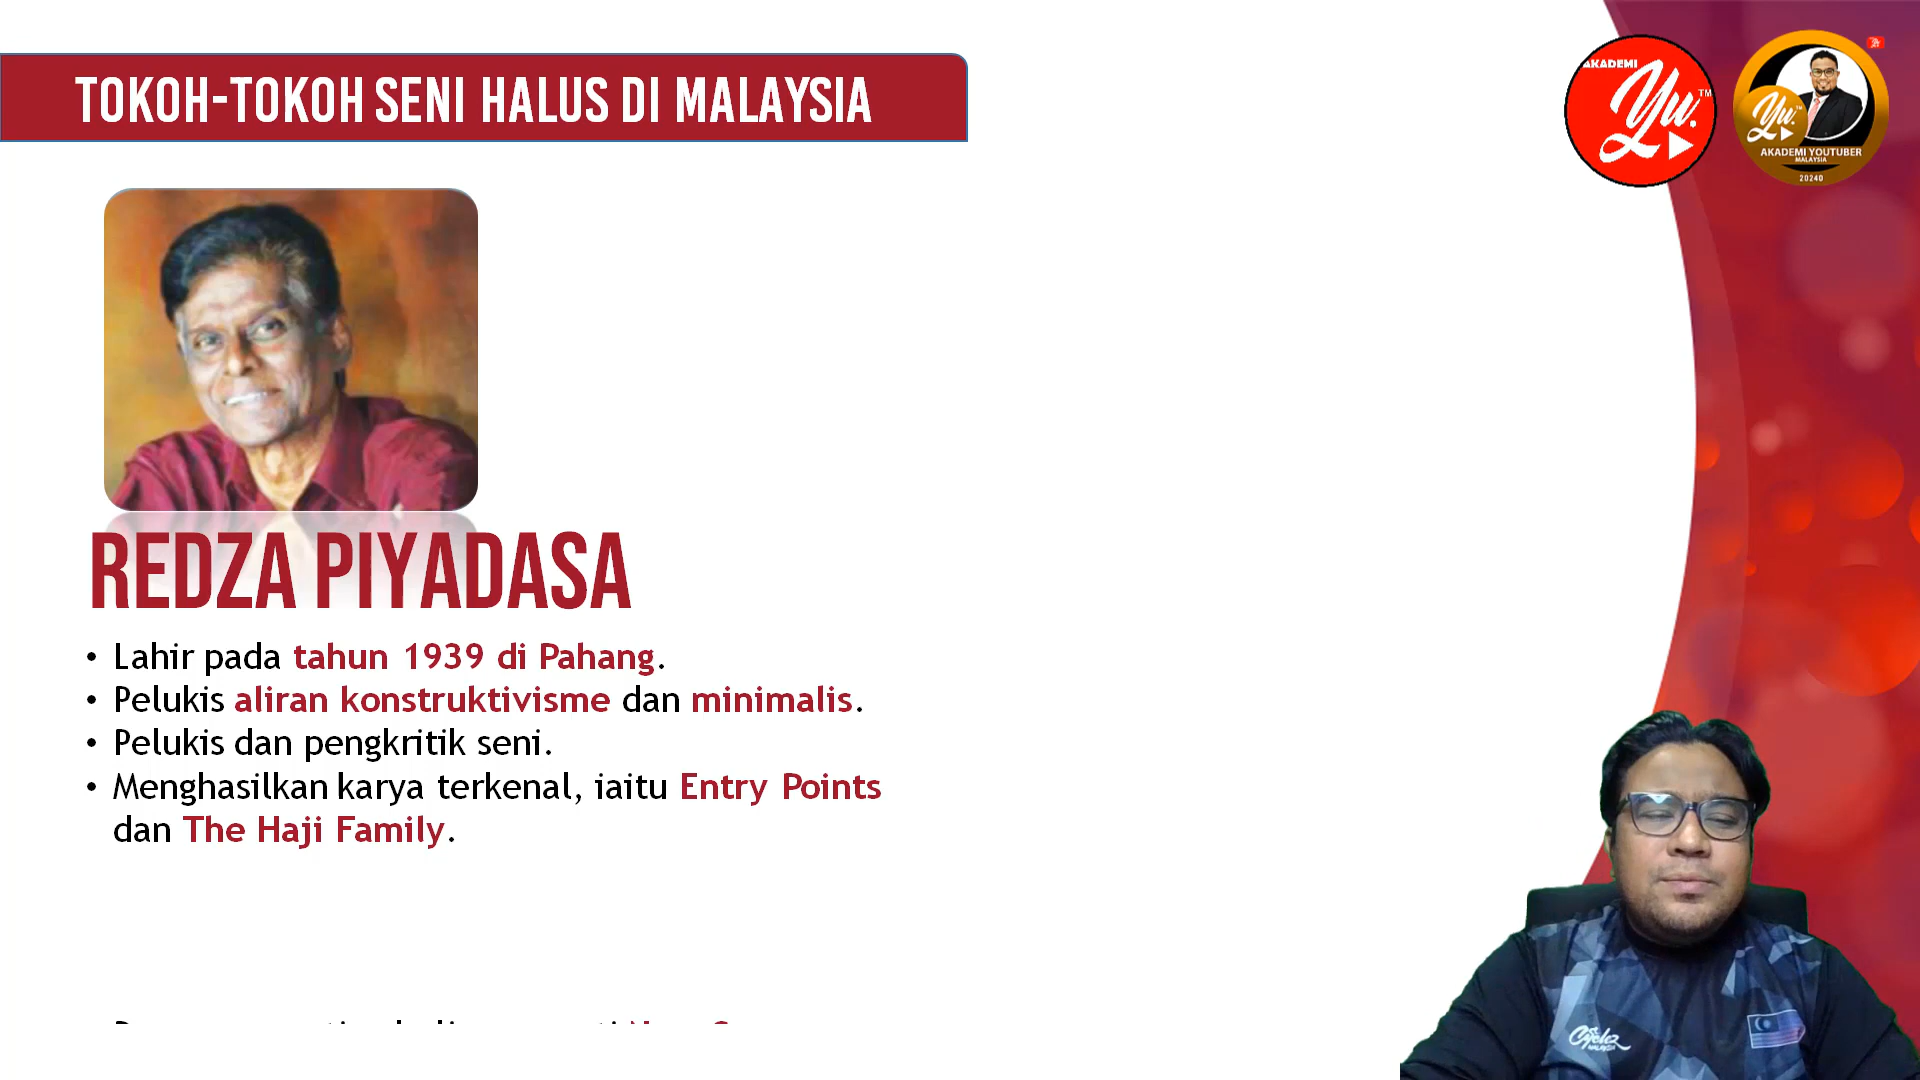 TOKOH-TOKOH SENI HALUS DI MALAYSIA
AKADEMI
Yu.
TM
Yu.
AKADEMI YOUTUBER
MALAYSIA
20240
REDZA PIYADASA
• Lahir pada tahun 1939 di Pahang.
• Pelukis aliran konstruktivisme dan minimalis.
• Pelukis dan pengkritik seni.
• Menghasilkan karya terkenal, iaitu Entry Points
dan The Haji Family.
MALAYSIA